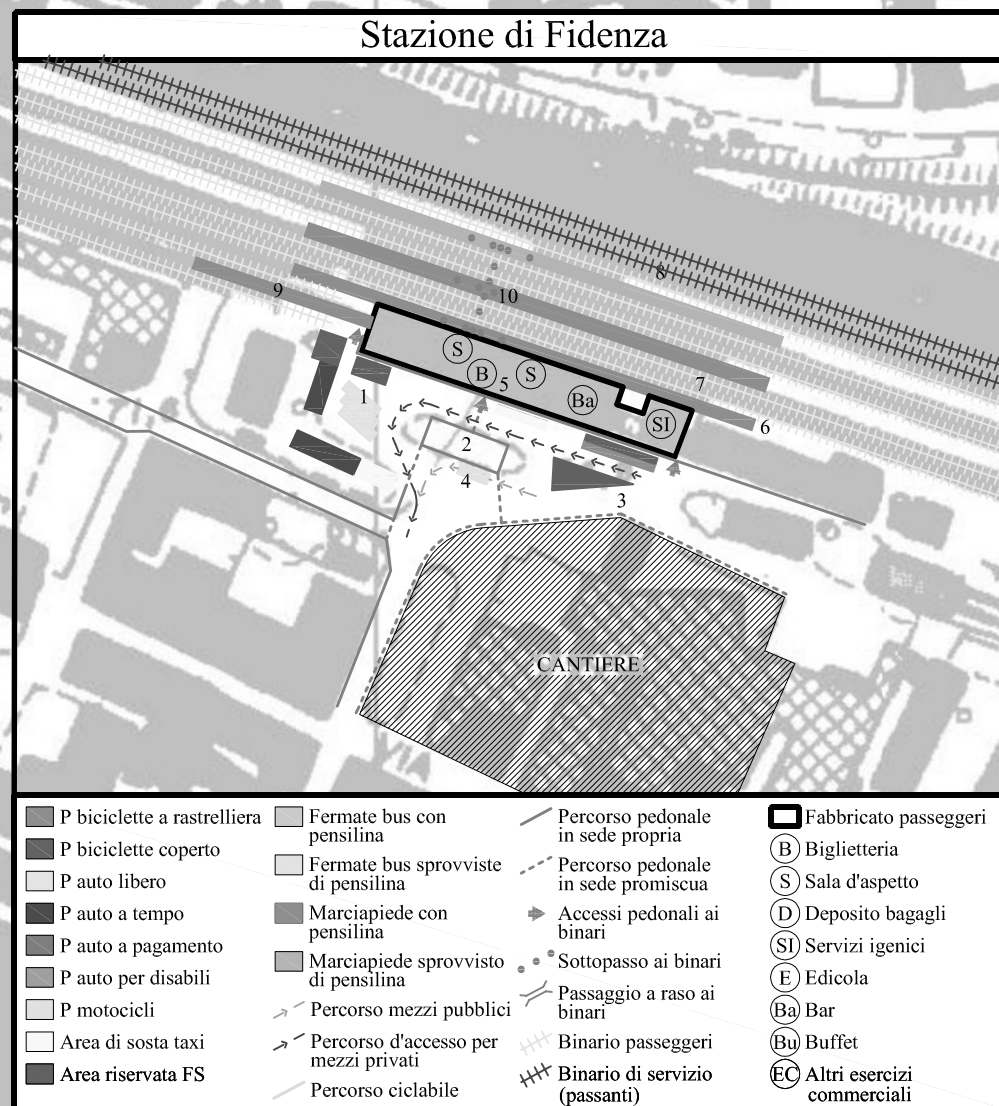 Stazione di Fidenza
8
9
10
S
B
S
5
Ba
7
SI
6
1
2
4
3
CANTIERE
VIA
P biciclette a rastrelliera
P biciclette coperto
P auto libero
P auto a tempo
P auto a pagamento
P auto per disabili
P motocicli
Area di sosta taxi
Area riservata FS
Fermate bus con
pensilina
Fermate bus sprovviste
di pensilina
Marciapiede con
pensilina
Marciapiede sprovvisto
di pensilina
Percorso mezzi pubblici
Percorso d'accesso per
mezzi privati
Percorso ciclabile
Percorso pedonale
in sede propria
Percorso pedonale
in sede promiscua
Accessi pedonali ai
binari
Sottopasso ai binari
Passaggio a raso ai
binari
Binario passeggeri
Binario di servizio
(passanti)
Fabbricato passeggeri
B Biglietteria
S Sala d'aspetto
D Deposito bagagli
SI Servizi igenici
E Edicola
Ba Bar
Bu Buffet
EC Altri esercizi
commerciali